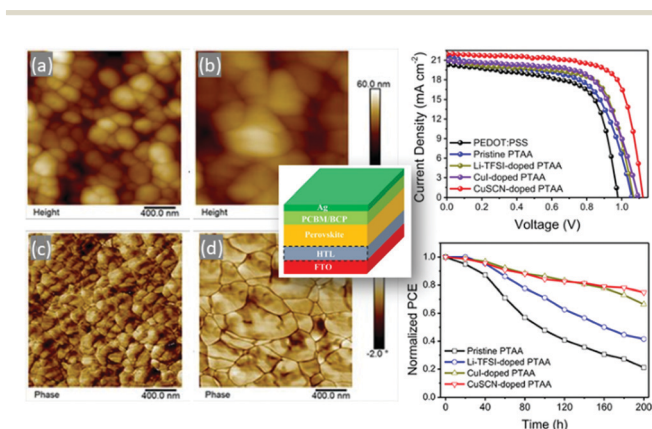 (a)
(b)
60.0 nm
Height
400.0 nm
Height
400.0 nm
(c)
(d)
-2.0 °
Phase
400.0 nm
Phase
400.0 nm
Ag
PCBM/BCP
Perovskite
HTL
FTO
Current Density (mA cm-2)
21
18
15
12
9
6
3
0
PEDOT:PSS
Pristine PTAA
Li-TFSI-doped PTAA
CuI-doped PTAA
CuSCN-doped PTAA
0.0 0.2 0.4 0.6 0.8 1.0
Voltage (V)
Normalized PCE
1.0
0.8
0.6
0.4
0.2
0.0
Pristine PTAA
Li-TFSI-doped PTAA
CuI-doped PTAA
CuSCN-doped PTAA
0 40 80 120 160 200
Time (h)